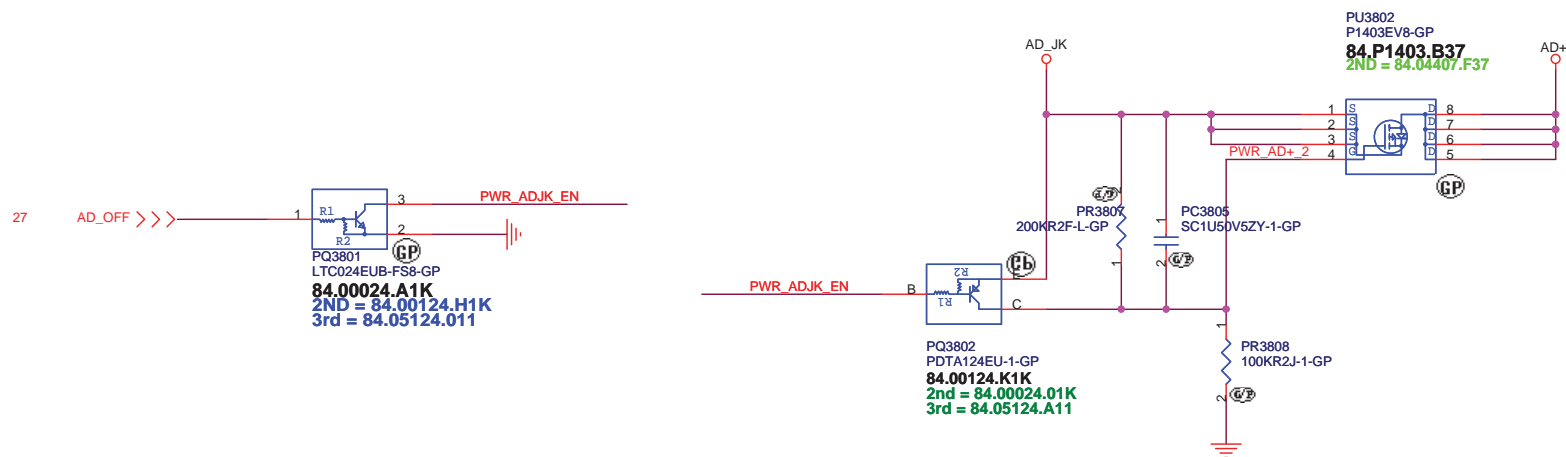 PU3802
P1403EV8-GP
84.P1403.B37
2ND = 84.04407.F37
AD_JK
AD+
1 S D 8
2 S D 7
3 S D 6
PWR_AD+_2 4 G D 5
GP
27 AD_OFF
1 R1 R2 3 2
PWR_ADJK_EN
GP
PQ3801
LTC024EUB-FS8-GP
84.00024.A1K
2ND = 84.00124.H1K
3rd = 84.05124.011
2 G/P
PR3807
200KR2F-L-GP
1
1
PC3805
SC1U50V5ZY-1-GP
2 G/P
PWR_ADJK_EN
B R2 R1 E C
GP
PQ3802
PDTA124EU-1-GP
84.00124.K1K
2nd = 84.00024.01K
3rd = 84.05124.A11
1
PR3808
100KR2J-1-GP
2 G/P